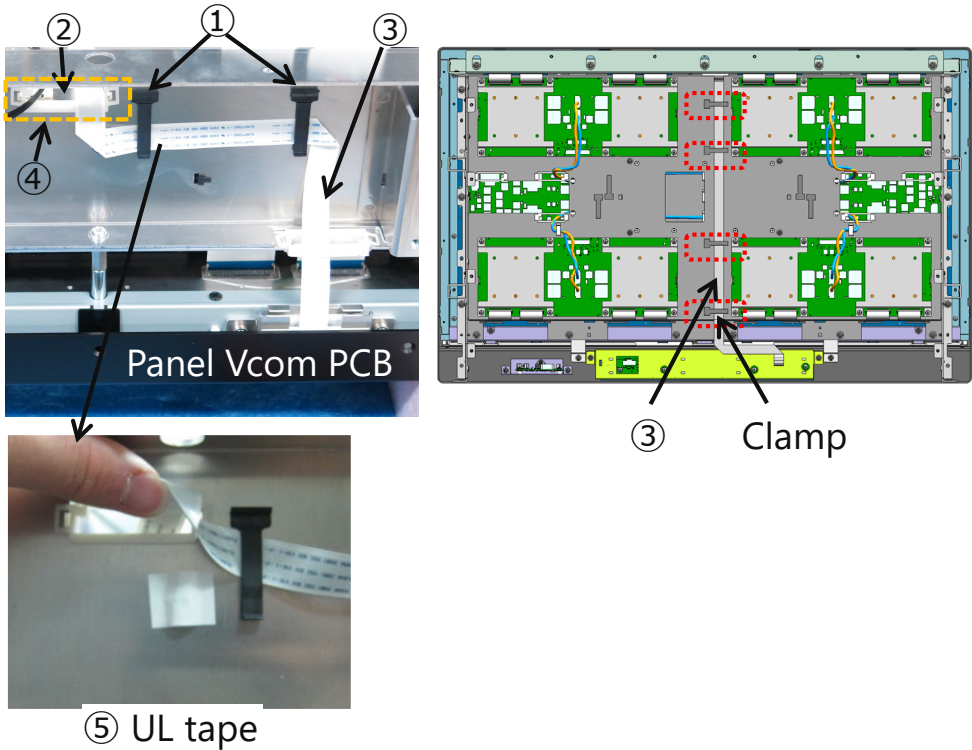 ② ① ③
④
Panel Vcom PCB
③ Clamp
⑤ UL tape